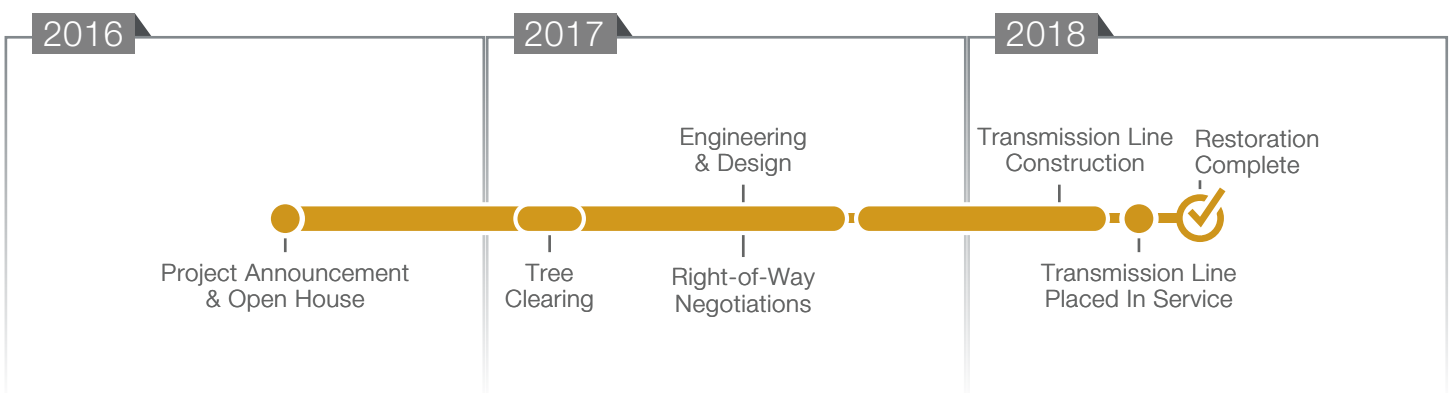 2016
2017
2018
Engineering
& Design
Transmission Line
Construction
Restoration
Complete
Project Announcement
& Open House
Tree
Clearing
Right-of-Way
Negotiations
Transmission Line
Placed In Service